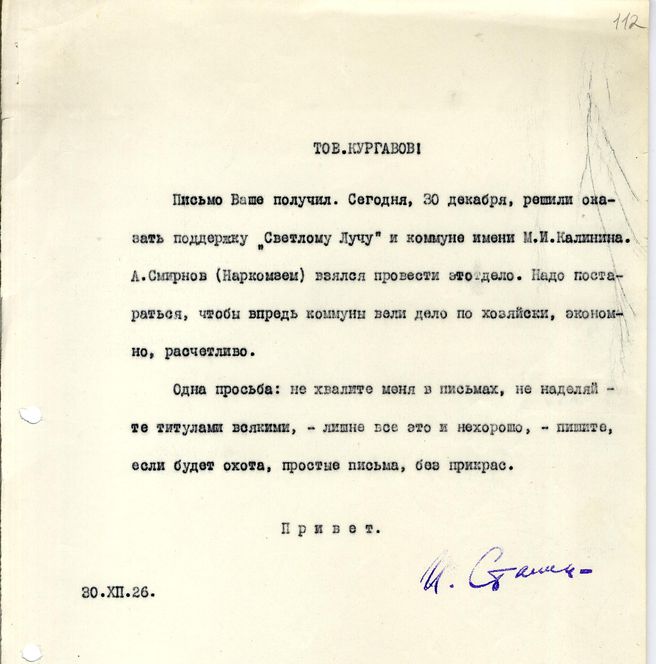 112
ТОВ.КУРГАВОВ!
Письмо Ваше получил. Сегодня, 30 декабря, решили ока-
зать поддержку „Светлому Лучу" и коммуне имени М.И.Калинина.
А.Смирнов (Наркомзем) взялся провести это дело. Надо поста-
раться, чтобы впредь коммуны вели дело по хозяйски, эконом-
но, расчетливо.
Одна просьба: не хвалите меня в письмах, не наделяй -
те титулами всякими, - лишне все это и нехорошо, - пишите,
если будет охота, простые письма, без прикрас.
Привет.
И. Сталин
30.XII.26.